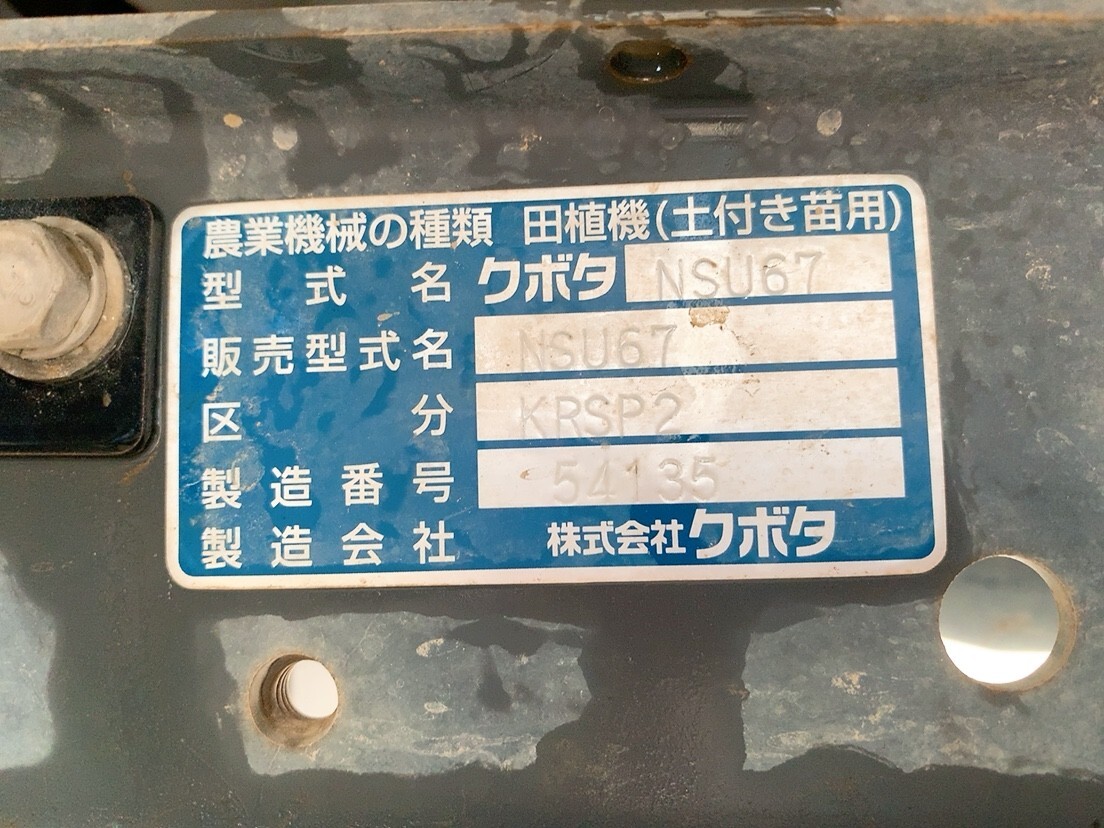 農業機械の種類 田植機(土付き苗用)
型式名 クボタ NSU67
販売型式名 NSU67
区分 KRSP2
製造番号 54135
製造会社 株式会社クボタ